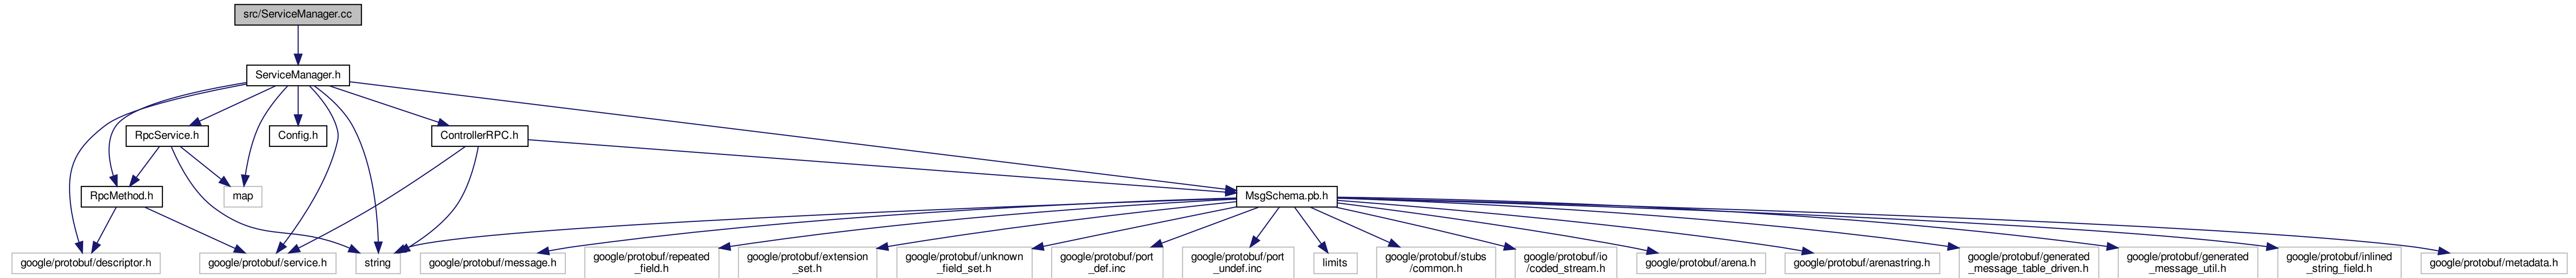 src/ServiceManager.cc
ServiceManager.h
RpcService.h
Config.h
ControllerRPC.h
RpcMethod.h
map
MsgSchema.pb.h
google/protobuf/descriptor.h
google/protobuf/service.h
string
google/protobuf/message.h
google/protobuf/repeated
_field.h
google/protobuf/extension
_set.h
google/protobuf/unknown
_field_set.h
google/protobuf/port
_def.inc
google/protobuf/port
_undef.inc
limits
google/protobuf/stubs
/common.h
google/protobuf/io
/coded_stream.h
google/protobuf/arena.h
google/protobuf/arenastring.h
google/protobuf/generated
_message_table_driven.h
google/protobuf/generated
_message_util.h
google/protobuf/inlined
_string_field.h
google/protobuf/metadata.h